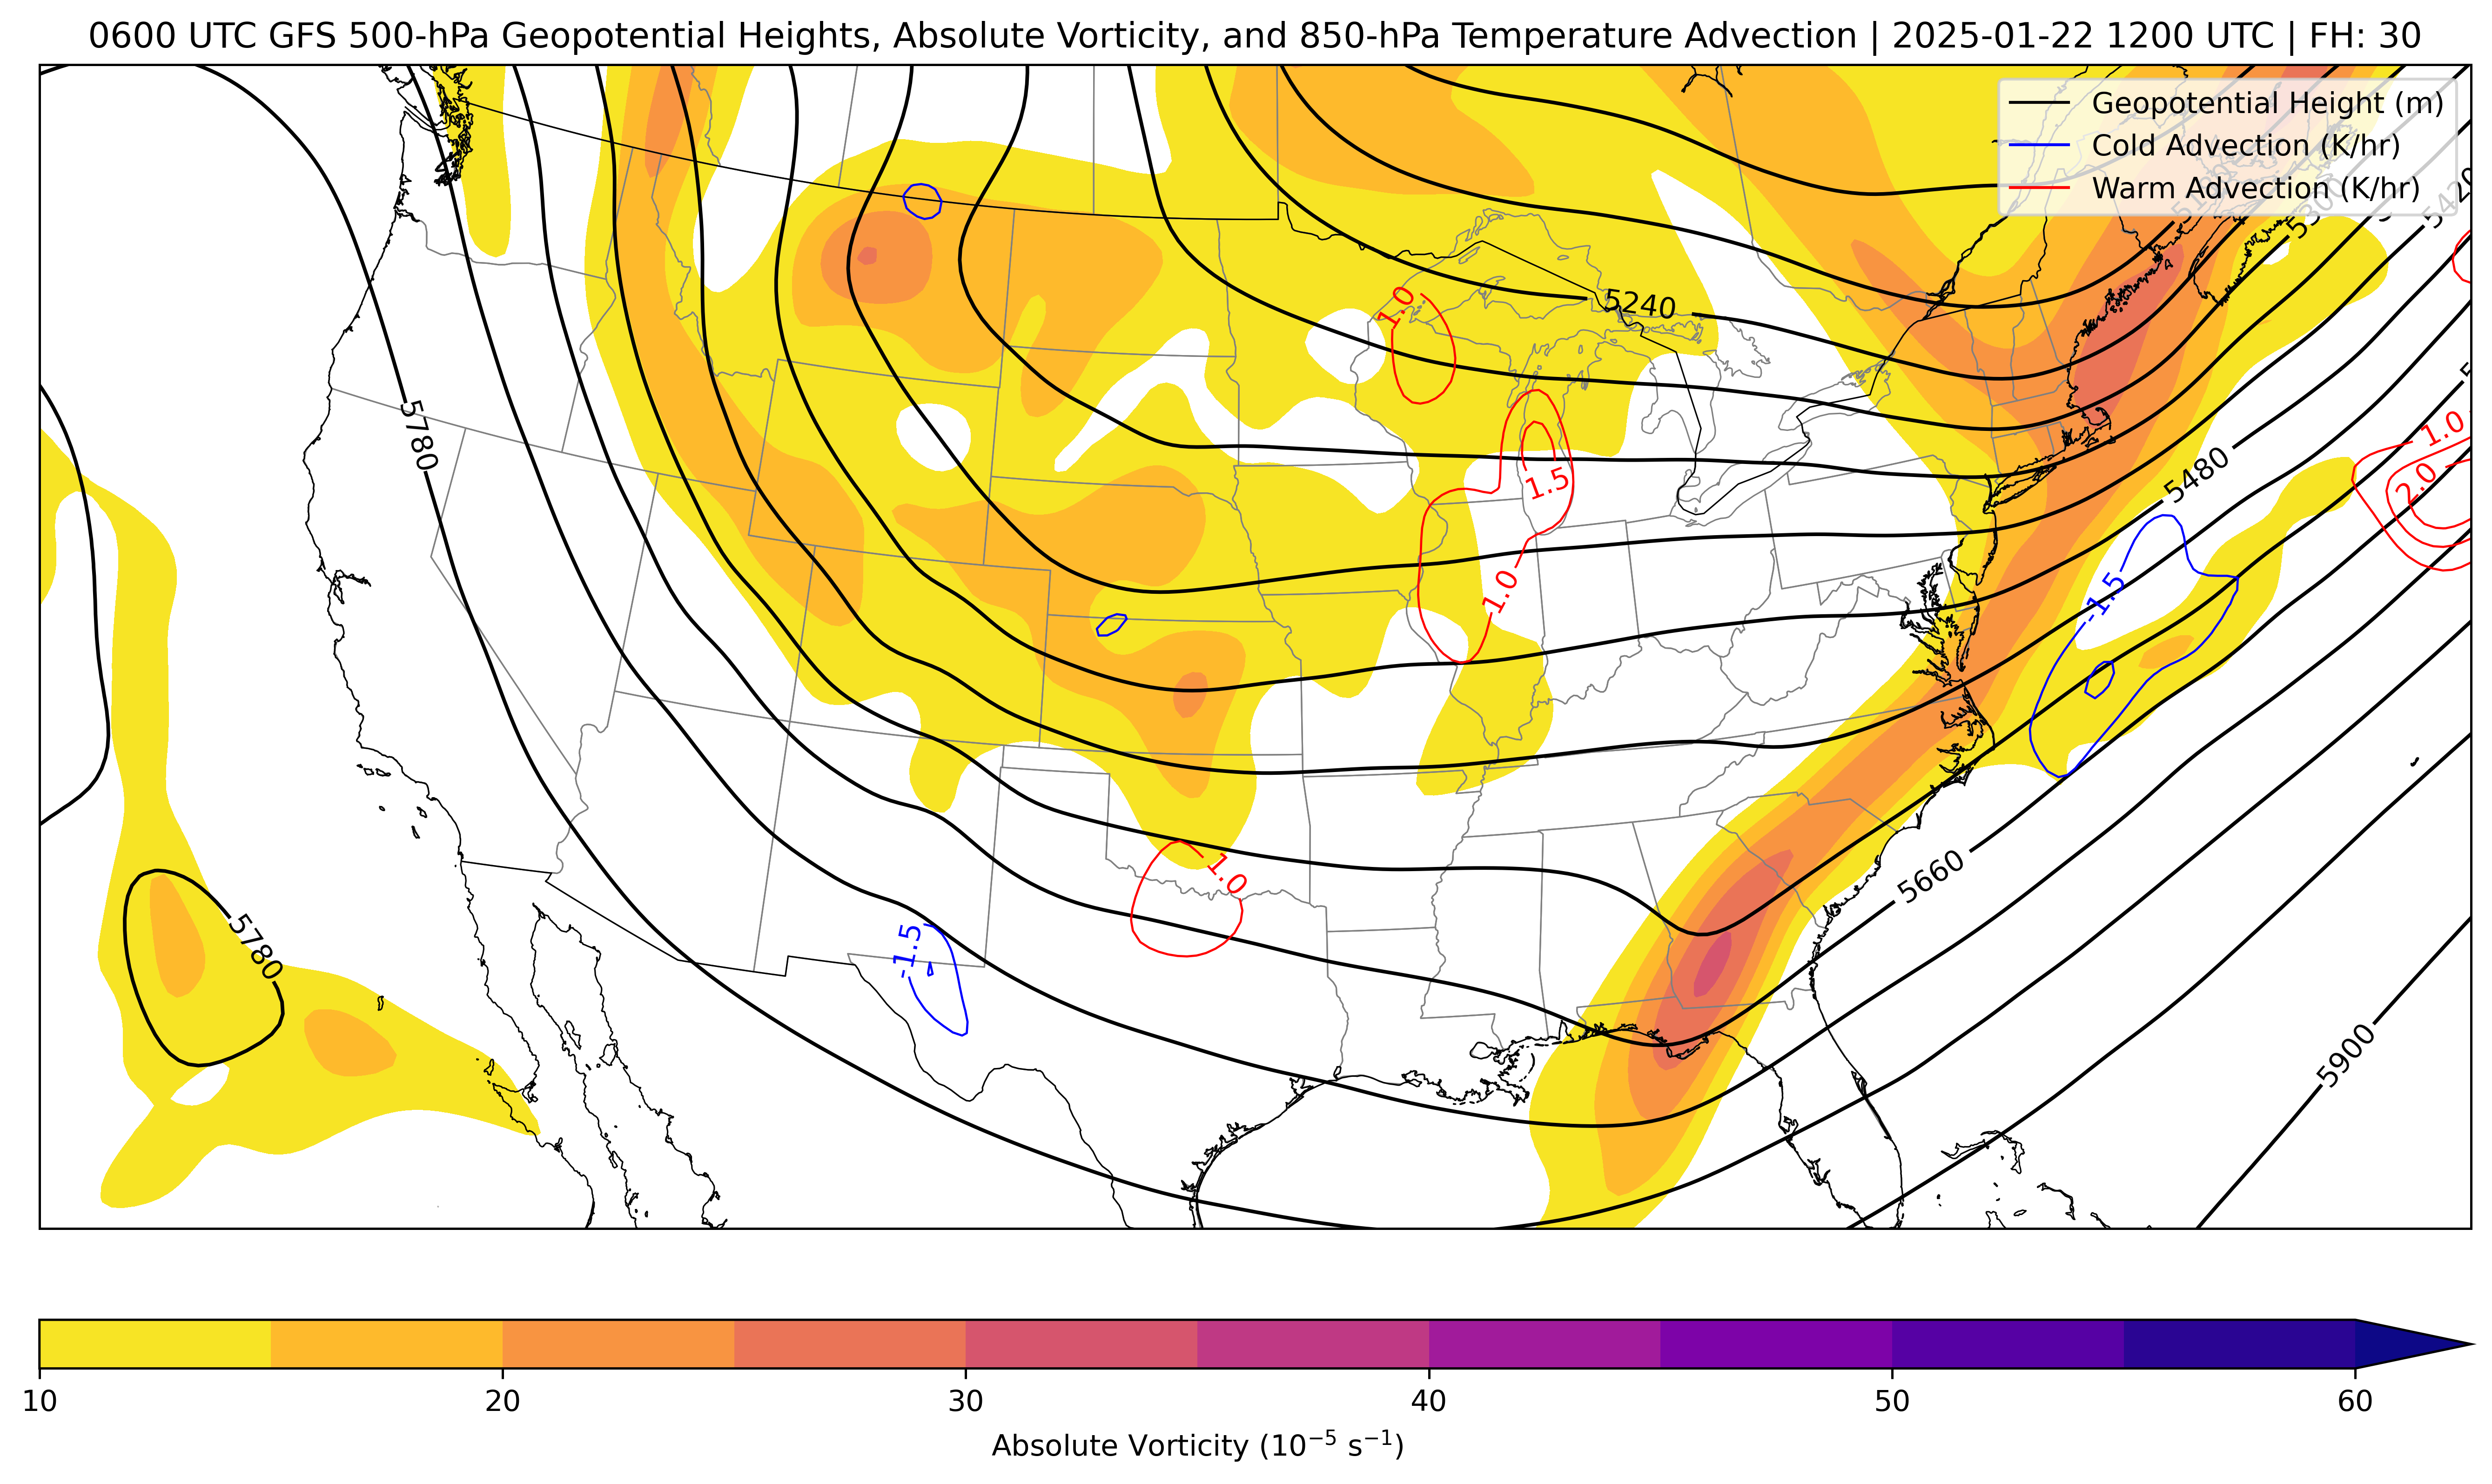 0600 UTC GFS 500-hPa Geopotential Heights, Absolute Vorticity, and 850-hPa Temperature Advection | 2025-01-22 1200 UTC | FH: 30
Geopotential Height (m)
Cold Advection (K/hr)
Warm Advection (K/hr)
5300
5420
1.0
5240
5780
1.0
1.5
5480
2.0
1.0
-1.5
1.0
5660
-1.5
5780
5900
10 20 30 40 50 60
Absolute Vorticity (10⁻⁵ s⁻¹)